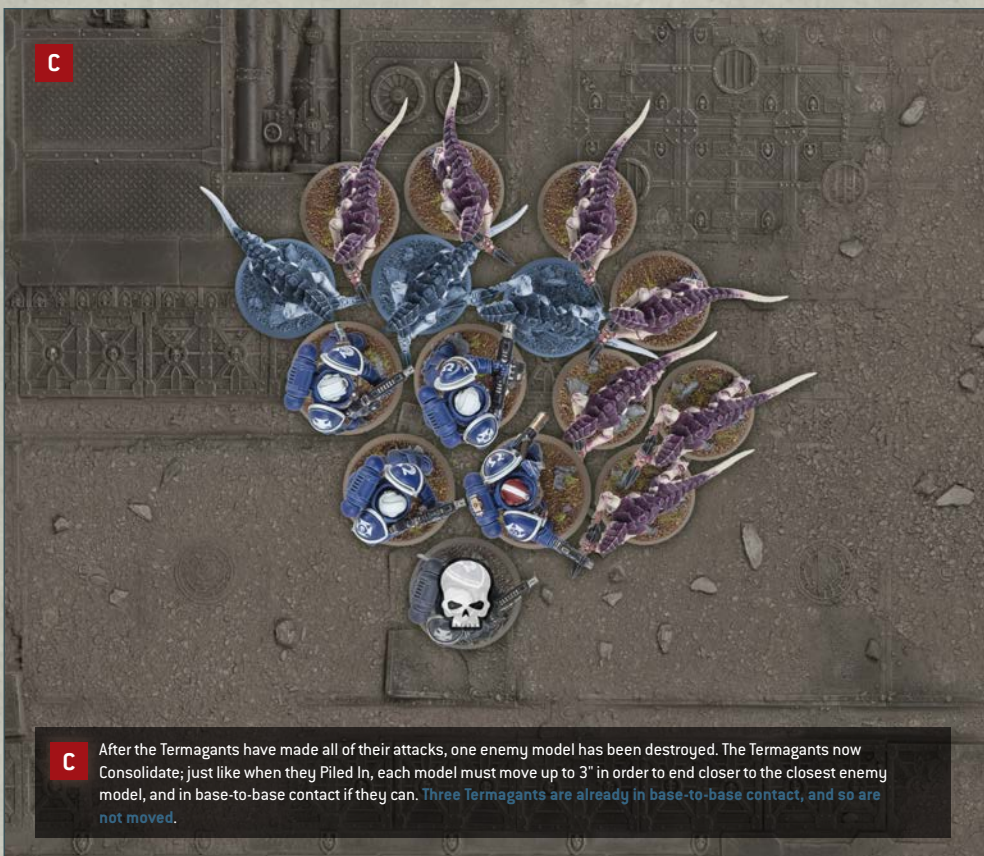 C
C
After the Termagants have made all of their attacks, one enemy model has been destroyed. The Termagants now
Consolidate; just like when they Piled In, each model must move up to 3" in order to end closer to the closest enemy
model, and in base-to-base contact if they can. Three Termagants are already in base-to-base contact, and so are
not moved.